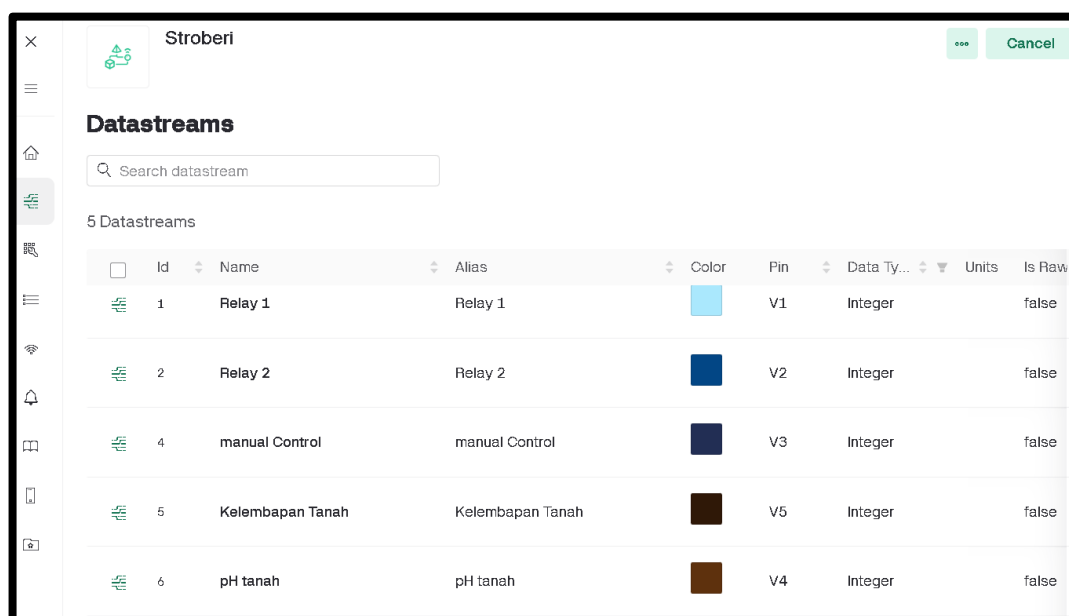 Stroberi
Cancel
Datastreams
Search datastream
5 Datastreams
Id Name Alias Color Pin Data Ty... Units Is Raw
1 Relay 1 Relay 1 V1 Integer false
2 Relay 2 Relay 2 V2 Integer false
4 manual Control manual Control V3 Integer false
5 Kelembapan Tanah Kelembapan Tanah V5 Integer false
6 pH tanah pH tanah V4 Integer false